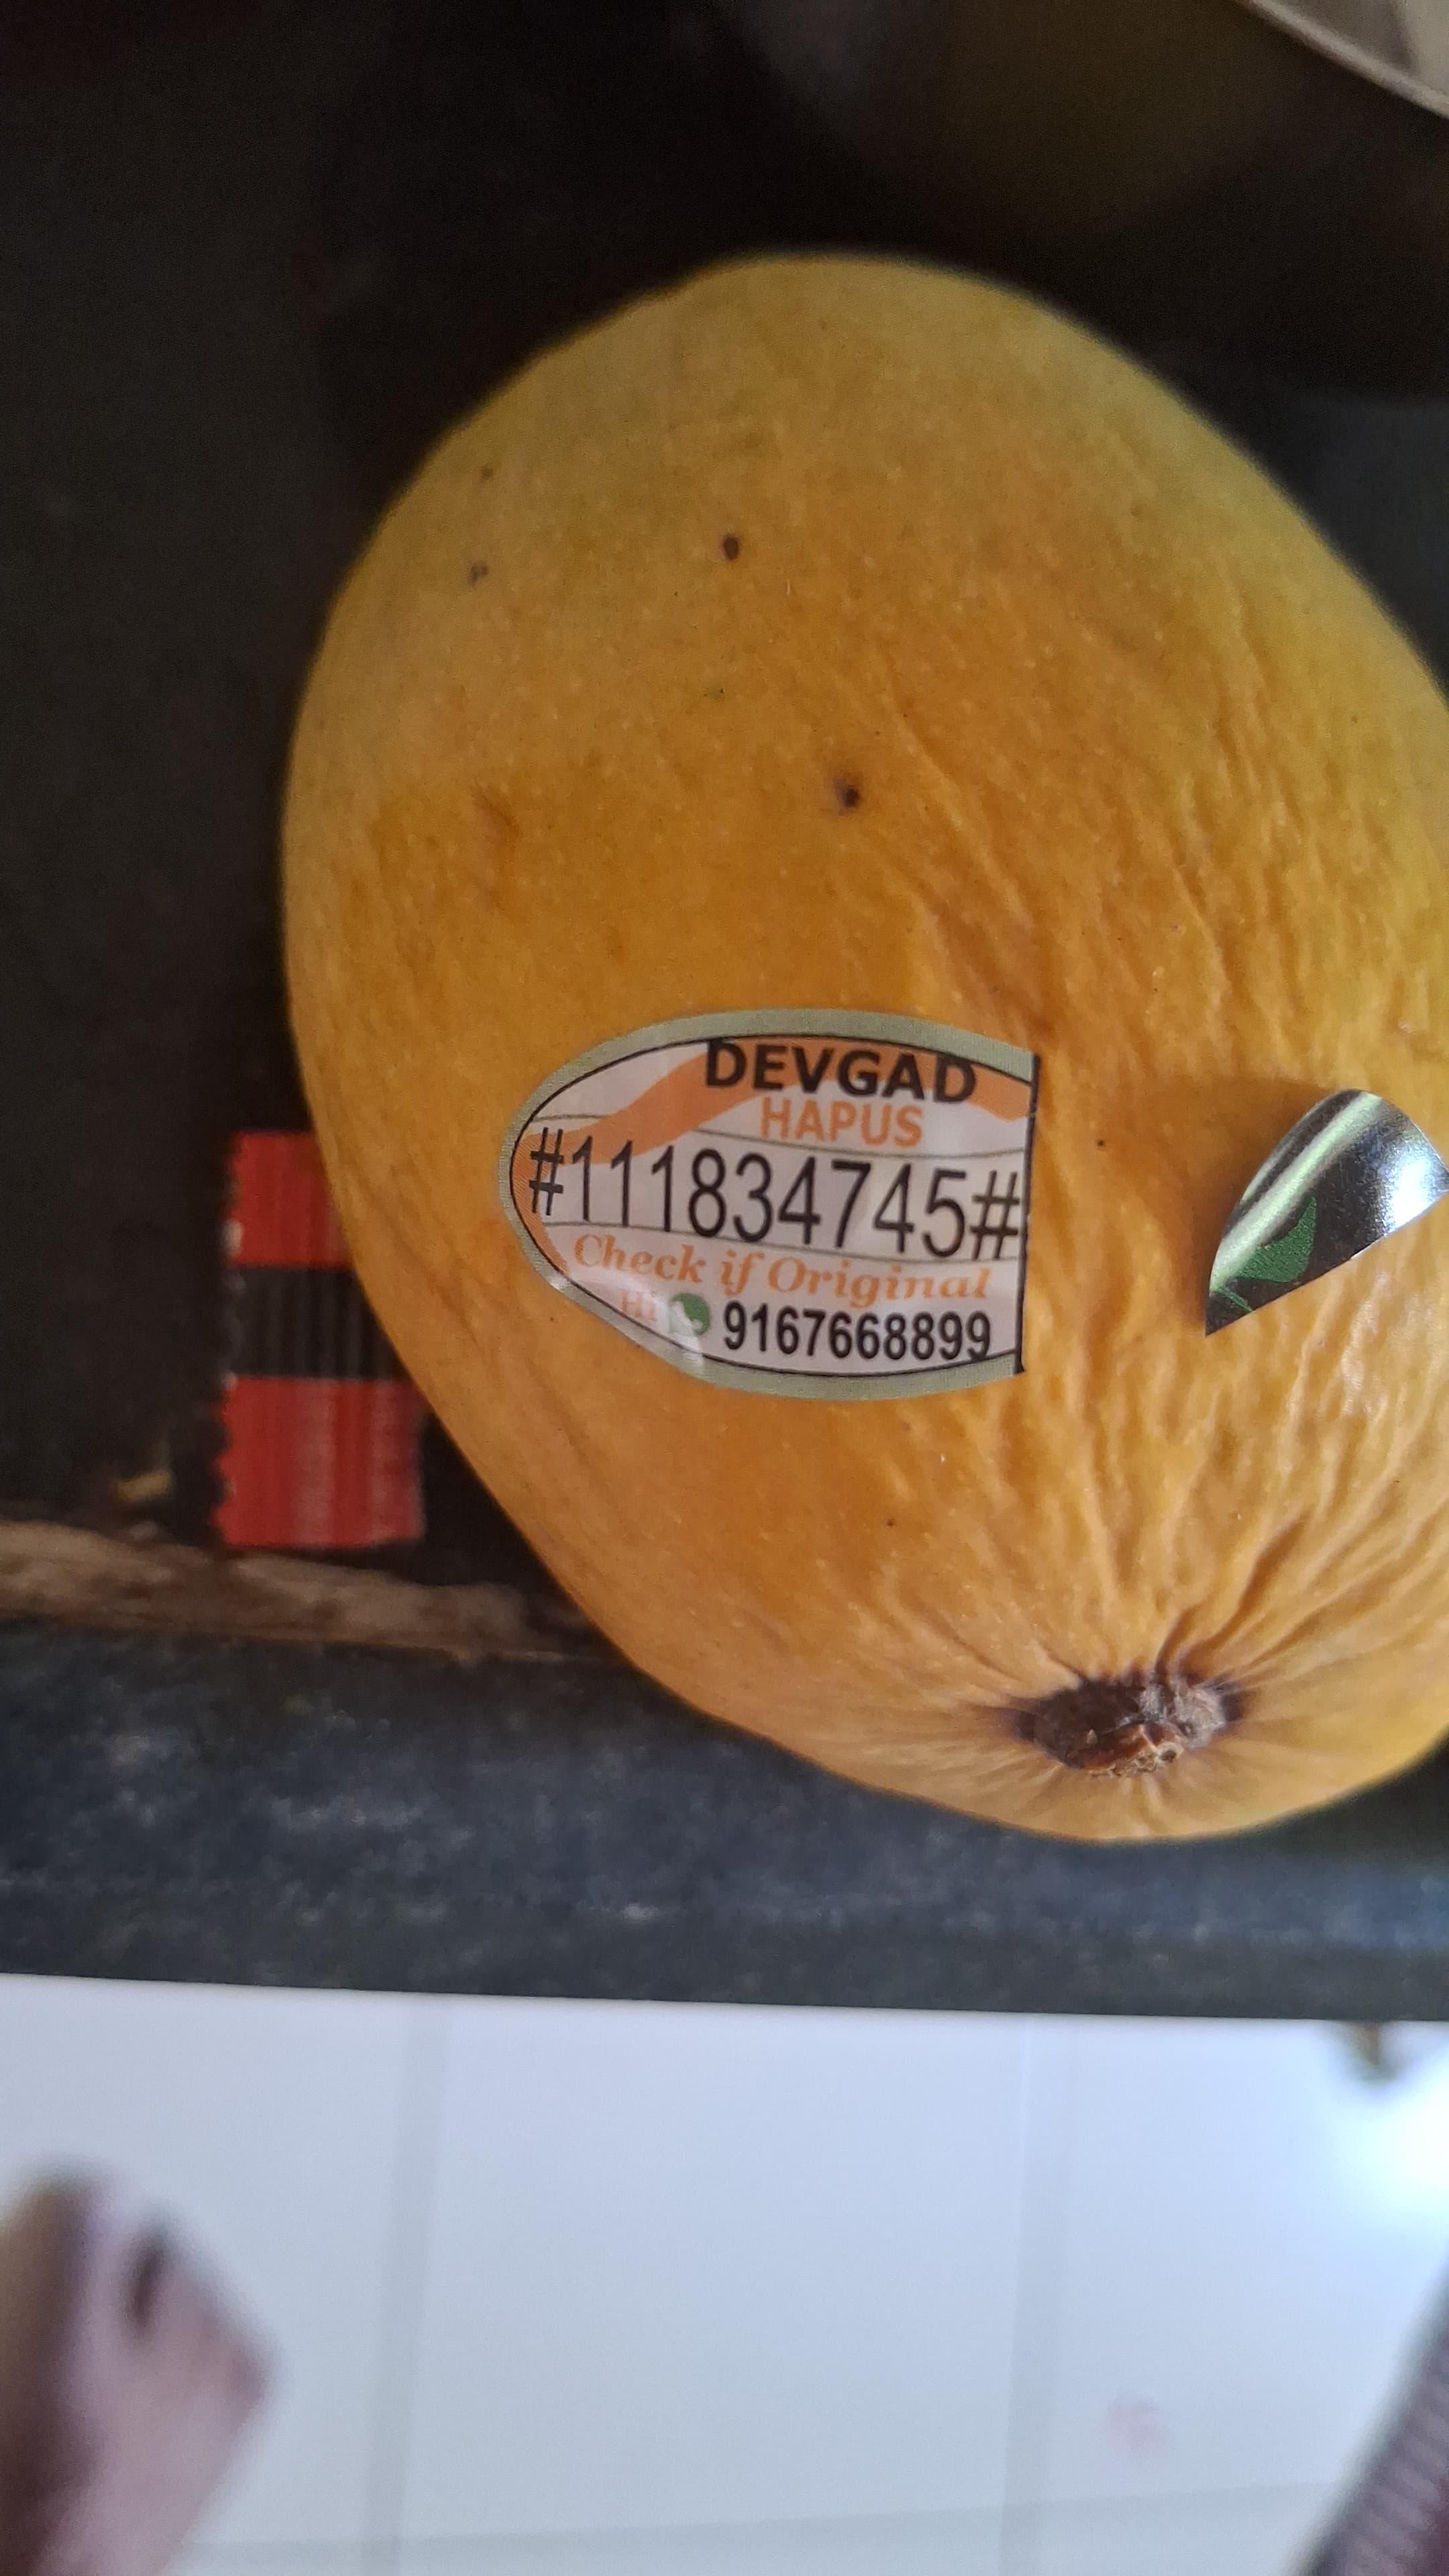 DEVGAD
HAPUS
#111834745#
Check if Original
Hi 9167668899